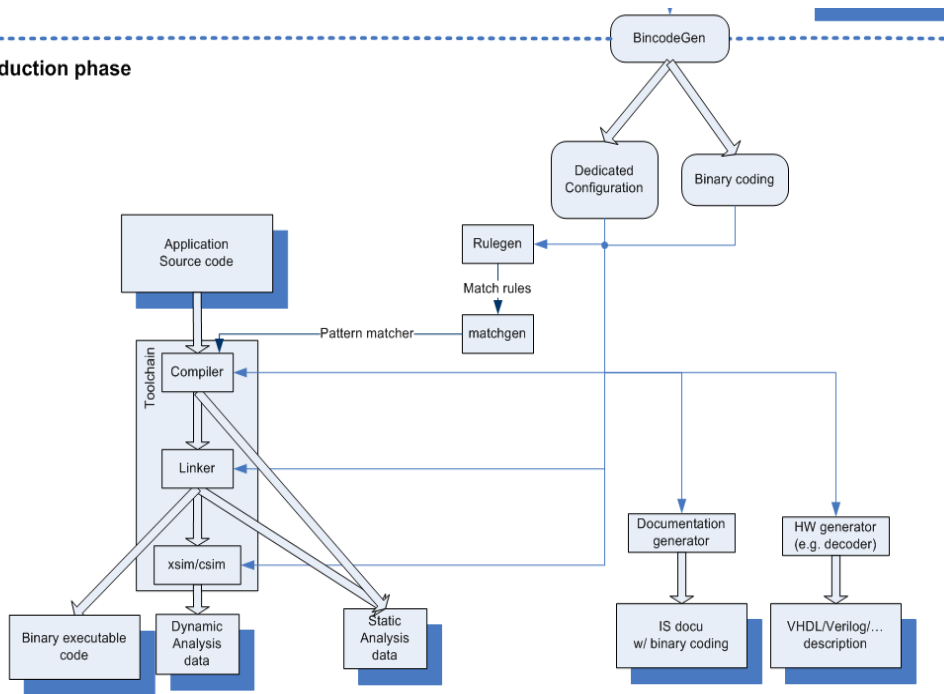 BincodeGen
duction phase
Dedicated
Configuration
Binary coding
Application
Source code
Rulegen
Match rules
Pattern matcher
matchgen
Toolchain
Compiler
Linker
Documentation
generator
HW generator
(e.g. decoder)
xsim/csim
Binary executable
code
Dynamic
Analysis
data
Static
Analysis
data
IS docu
w/ binary coding
VHDL/Verilog/…
description